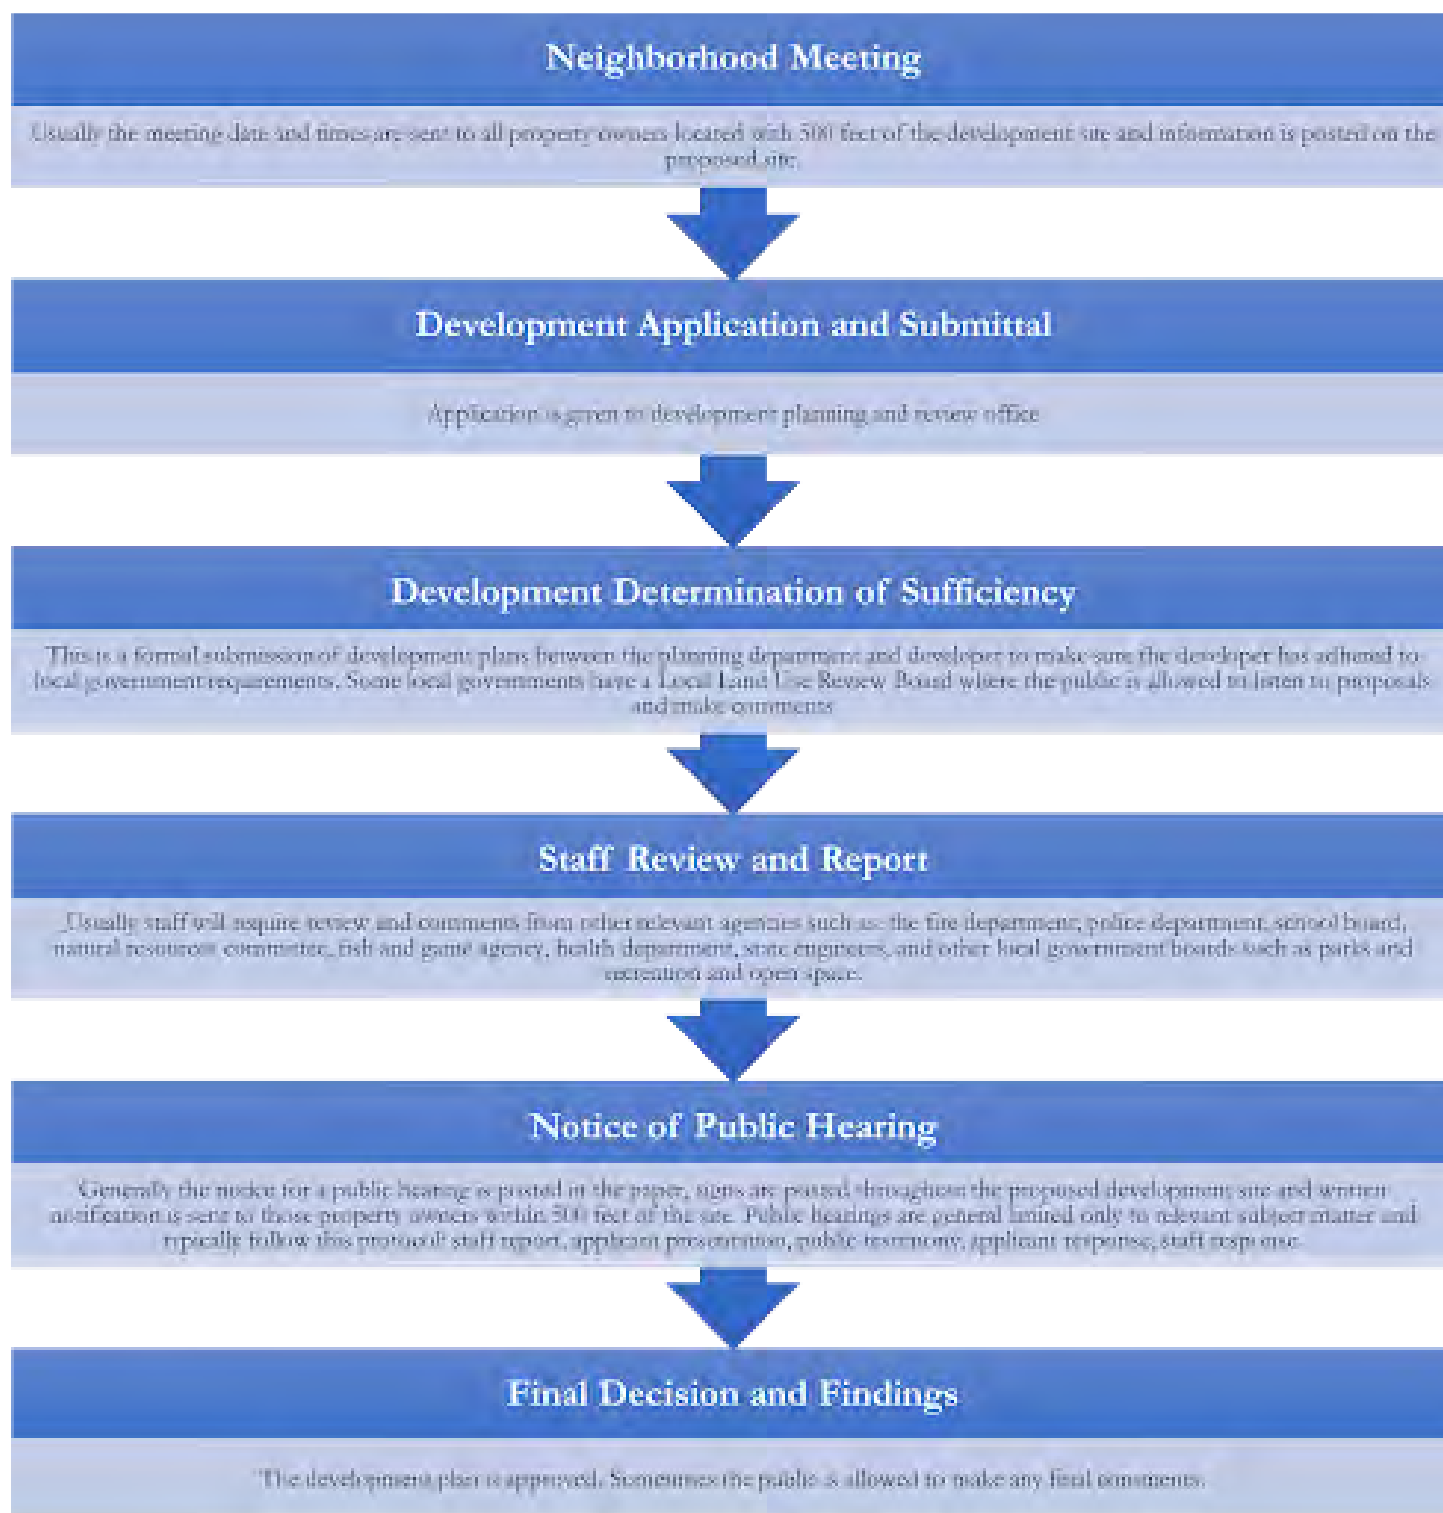 Neighborhood Meeting
Usually the meeting date and times are sent to all property owners located with 500 feet of the development site and information is posted on the
proposed site.
Development Application and Submittal
Application is given to development planning and review office
Development Determination of Sufficiency
This is a formal submission of development plans between the planning department and developer to make sure the developer has adhered to
local government requirements. Some local governments have a Local Land Use Review Board where the public is allowed to listen to proposals
and make comments
Staff Review and Report
Usually staff will require review and comments from other relevant agencies such as: the fire department, police department, school board,
natural resources committee, fish and game agency, health department, state engineers, and other local government boards such as parks and
recreation and open space.
Notice of Public Hearing
Generally the notice for a public hearing is posted in the paper, signs are posted throughout the proposed development site and written
notification is sent to those property owners within 500 feet of the site. Public hearings are general limited only to relevant subject matter and
typically follow this protocol: staff report, applicant presentation, public testimony, applicant response, staff response
Final Decision and Findings
The development plan is approved. Sometimes the public is allowed to make any final comments.